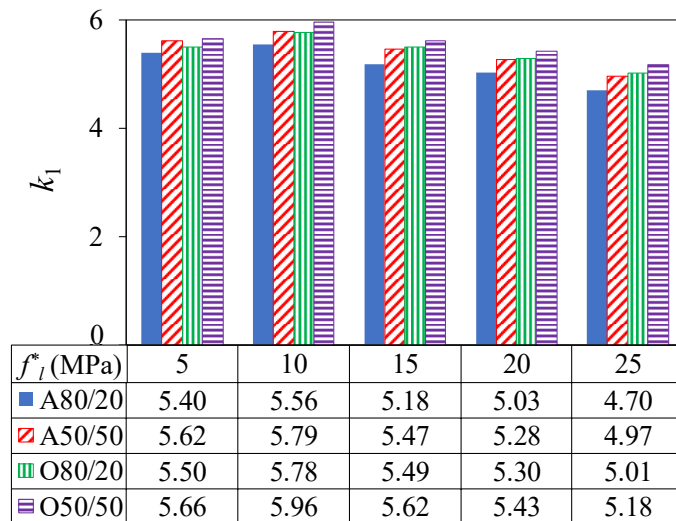 6
4
2
0
k1
f*l (MPa) 5 10 15 20 25
A80/20 5.40 5.56 5.18 5.03 4.70
A50/50 5.62 5.79 5.47 5.28 4.97
O80/20 5.50 5.78 5.49 5.30 5.01
O50/50 5.66 5.96 5.62 5.43 5.18